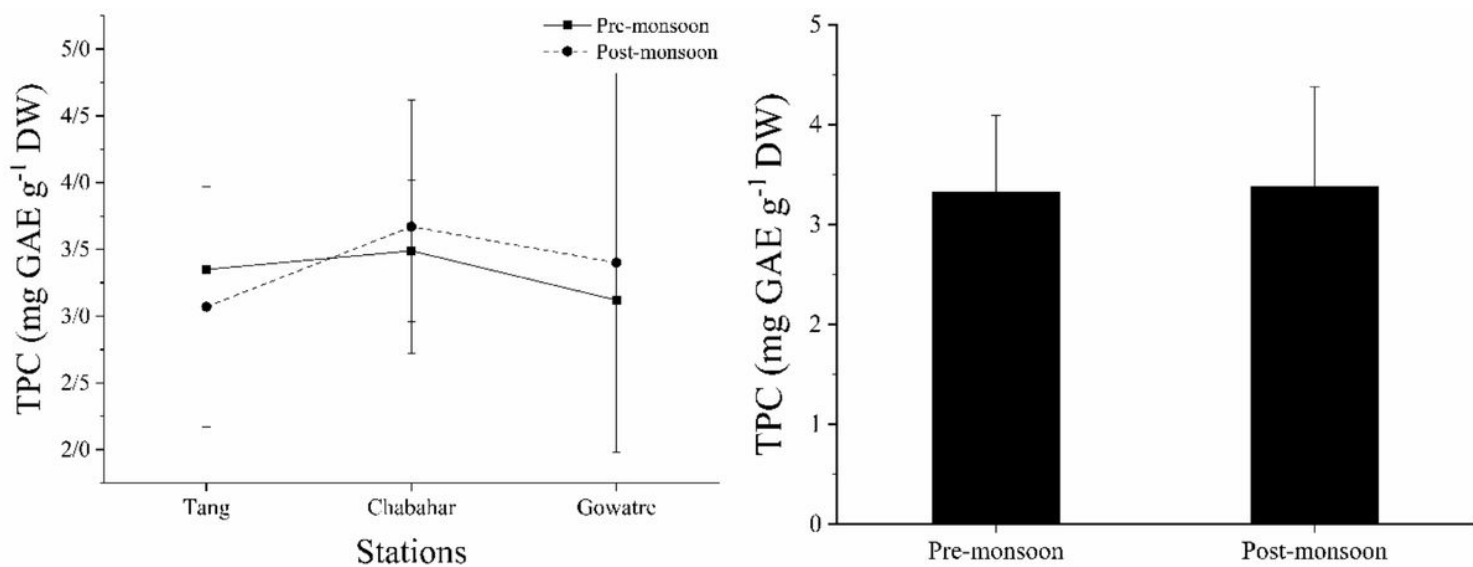 Pre-monsoon
Post-monsoon
TPC (mg GAE g⁻¹ DW)
5/0
4/5
4/0
3/5
3/0
2/5
2/0
Tang
Chabahar
Gowatre
Stations
TPC (mg GAE g⁻¹ DW)
5
4
3
2
1
0
Pre-monsoon
Post-monsoon